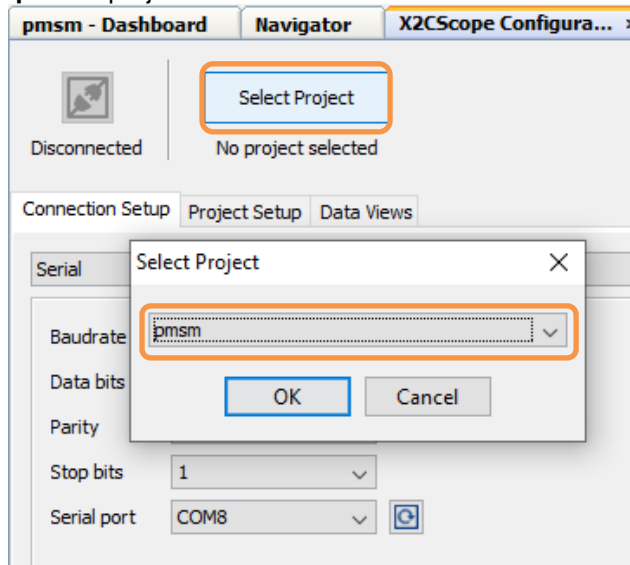 pmsm - Dashboard Navigator X2CScope Configura...
Select Project
Disconnected No project selected
Connection Setup Project Setup Data Views
Serial Select Project
Baudrate pmsm
Data bits OK Cancel
Parity
Stop bits 1
Serial port COM8